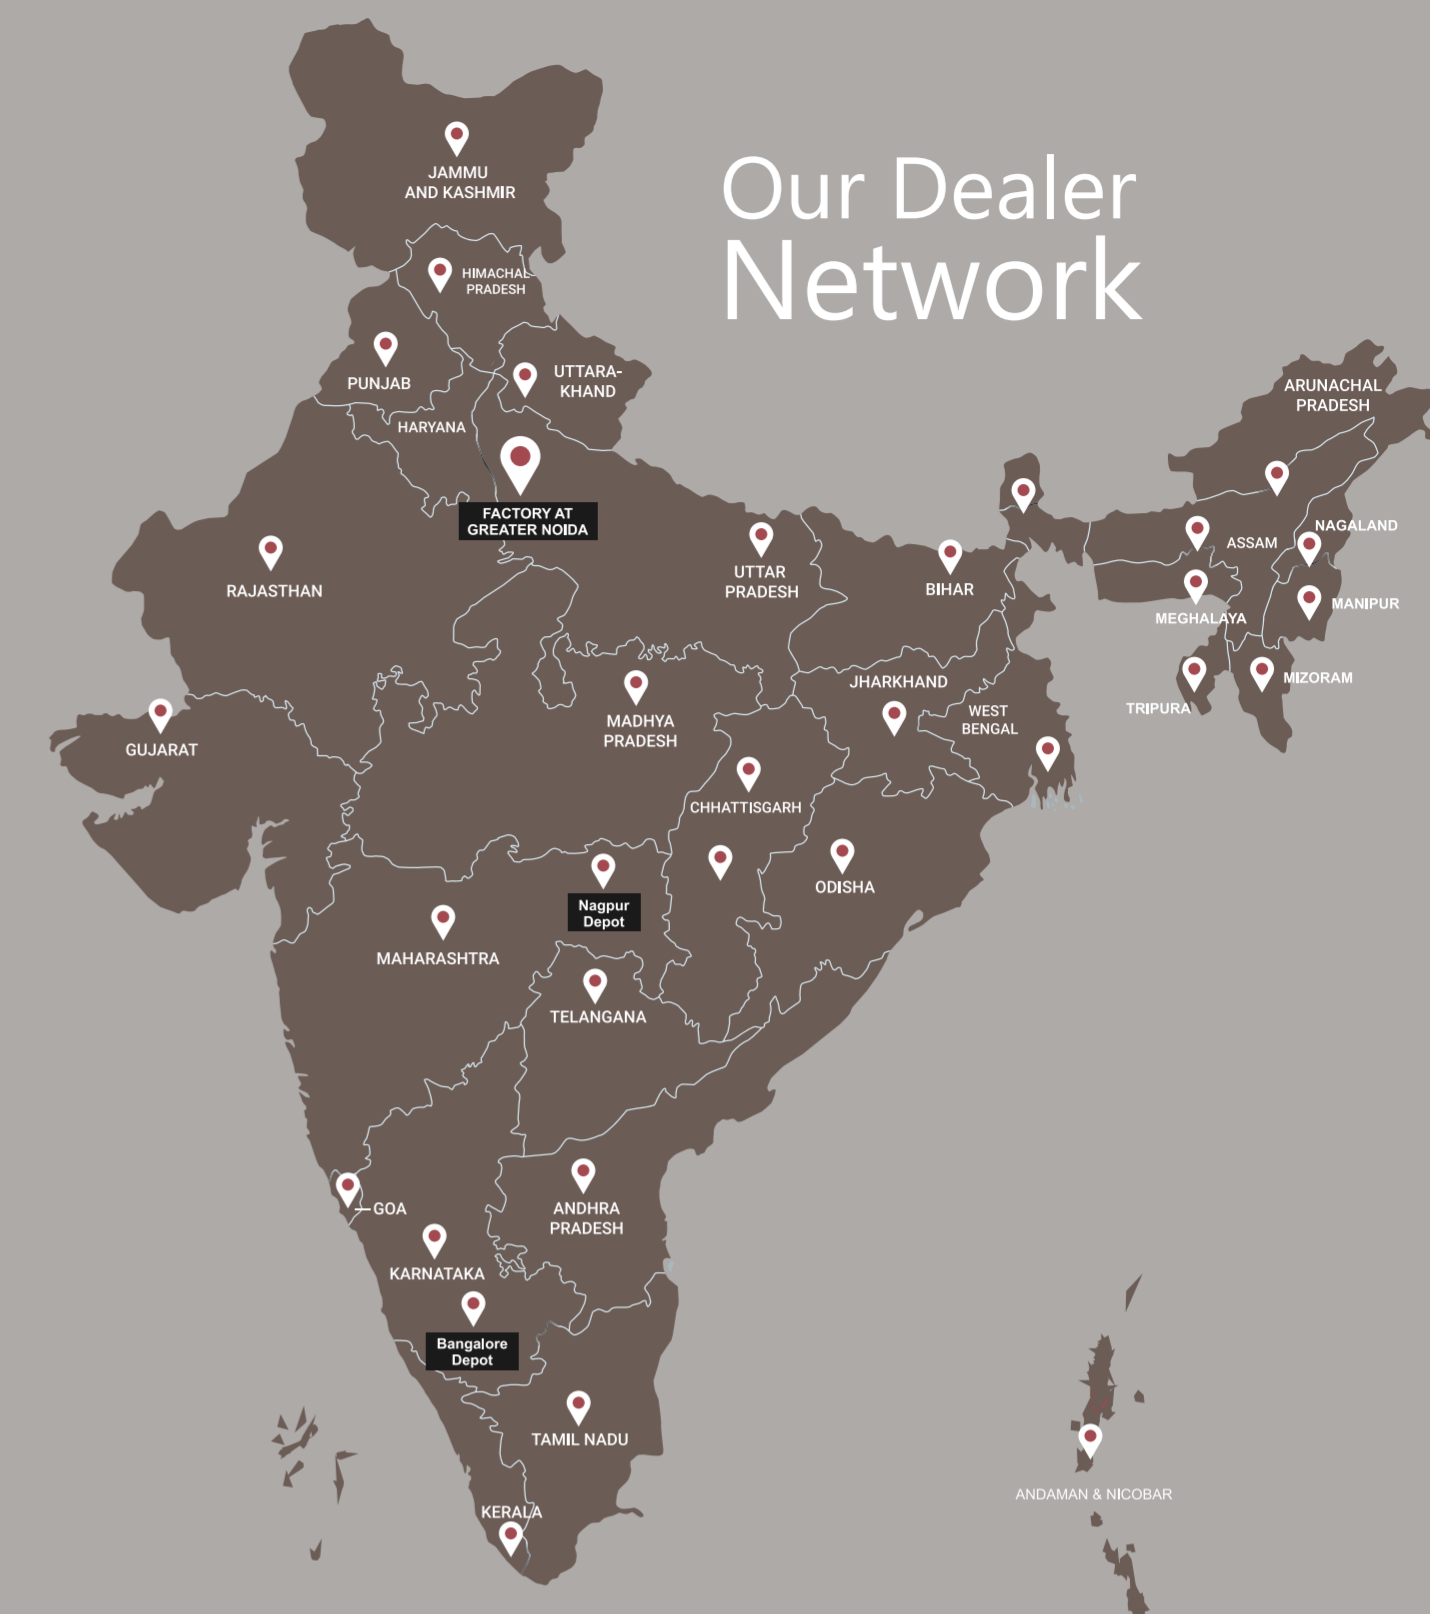 Our Dealer
Network
JAMMU
AND KASHMIR
HIMACHAL
PRADESH
PUNJAB
UTTARA-
KHAND
HARYANA
FACTORY AT
GREATER NOIDA
ARUNACHAL
PRADESH
NAGALAND
ASSAM
RAJASTHAN
UTTAR
PRADESH
BIHAR
MEGHALAYA
MANIPUR
JHARKHAND
MIZORAM
TRIPURA
GUJARAT
MADHYA
PRADESH
WEST
BENGAL
CHHATTISGARH
ODISHA
Nagpur
Depot
MAHARASHTRA
TELANGANA
GOA
ANDHRA
PRADESH
KARNATAKA
Bangalore
Depot
TAMIL NADU
KERALA
ANDAMAN & NICOBAR